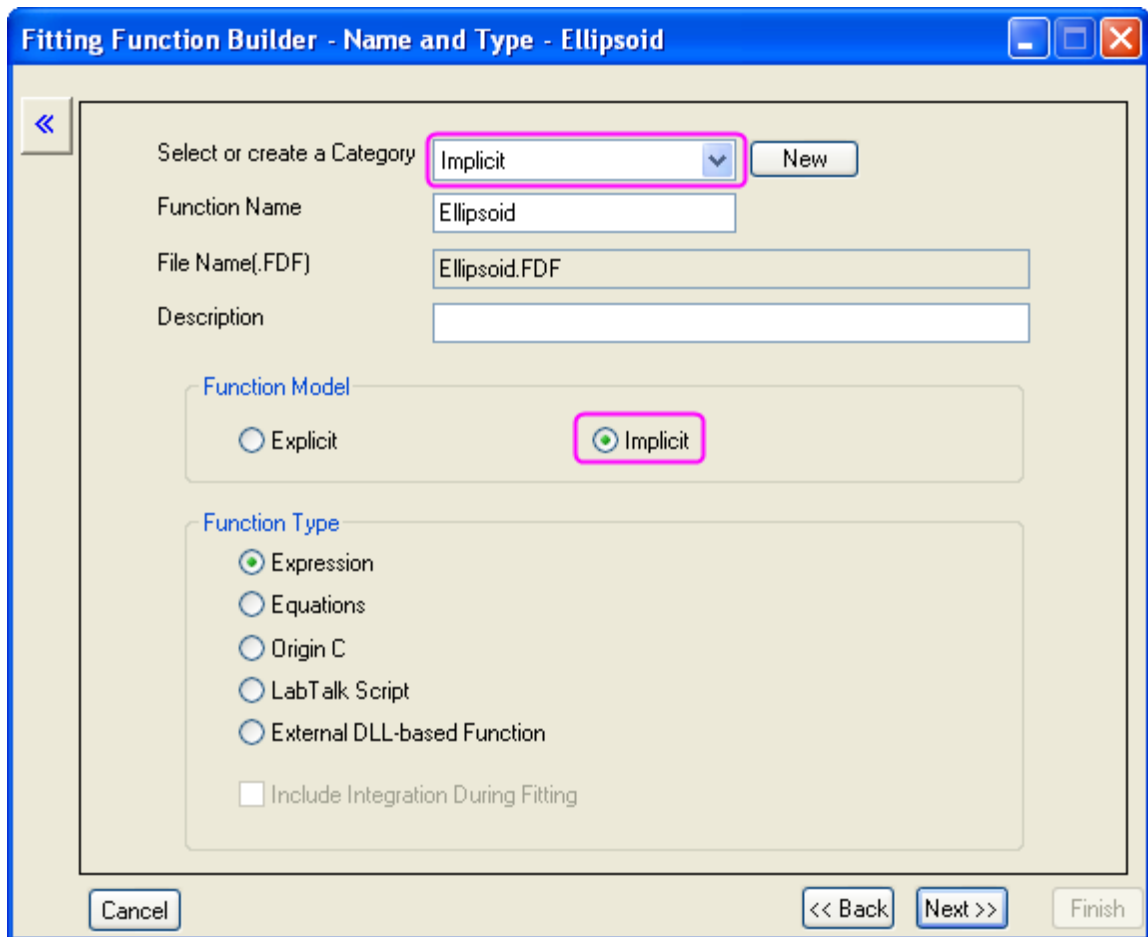 Fitting Function Builder - Name and Type - Ellipsoid
«
Select or create a Category Implicit New
Function Name Ellipsoid
File Name(.FDF) Ellipsoid.FDF
Description
Function Model
Explicit Implicit
Function Type
Expression
Equations
Origin C
LabTalk Script
External DLL-based Function
Include Integration During Fitting
Cancel << Back Next >> Finish